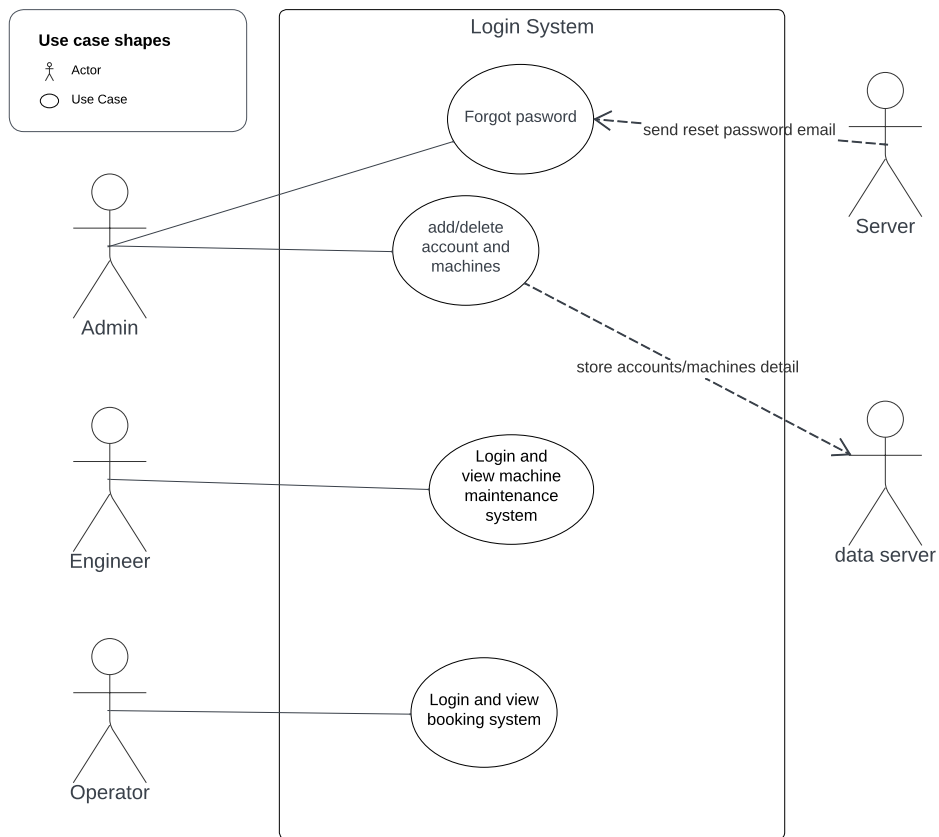 Use case shapes
Actor
Use Case
Login System
Forgot pasword
send reset password email
Server
add/delete
account and
machines
Admin
store accounts/machines detail
Login and
view machine
maintenance
system
Engineer
data server
Login and view
booking system
Operator